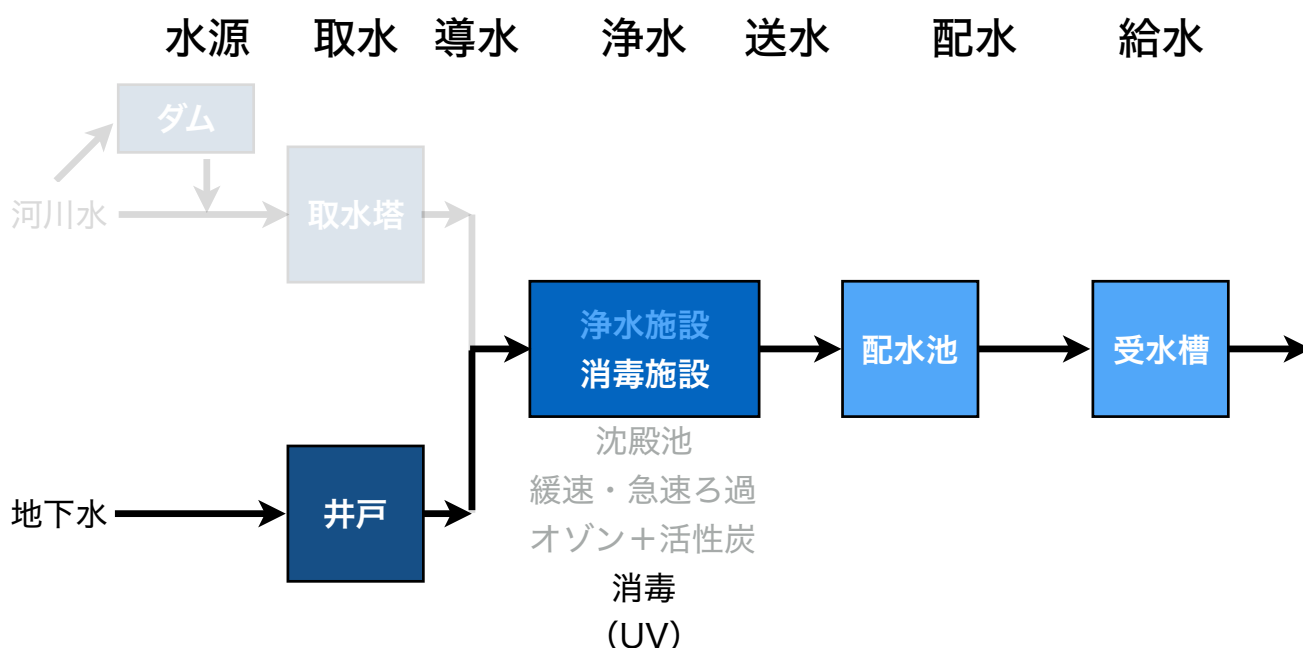 水源 取水 導水 浄水 送水 配水 給水
ダム
河川水
取水塔
浄水施設
消毒施設
配水池
受水槽
沈殿池
緩速・急速ろ過
オゾン＋活性炭
消毒
（UV）
地下水
井戸